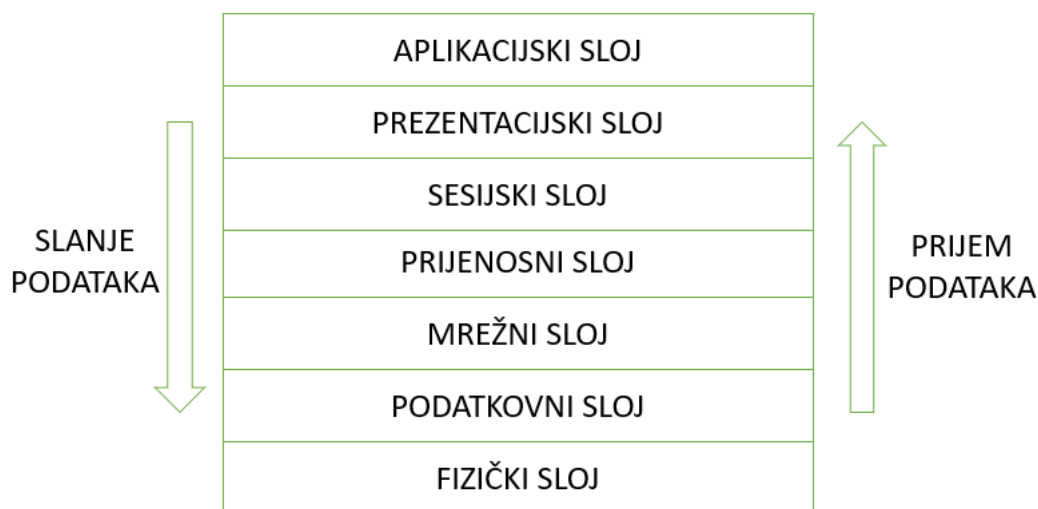 APLIKACIJSKI SLOJ
PREZENTACIJSKI SLOJ
SESIJSKI SLOJ
PRIJENOSNI SLOJ
MREŽNI SLOJ
PODATKOVNI SLOJ
FIZIČKI SLOJ
SLANJE
PODATAKA
PRIJEM
PODATAKA